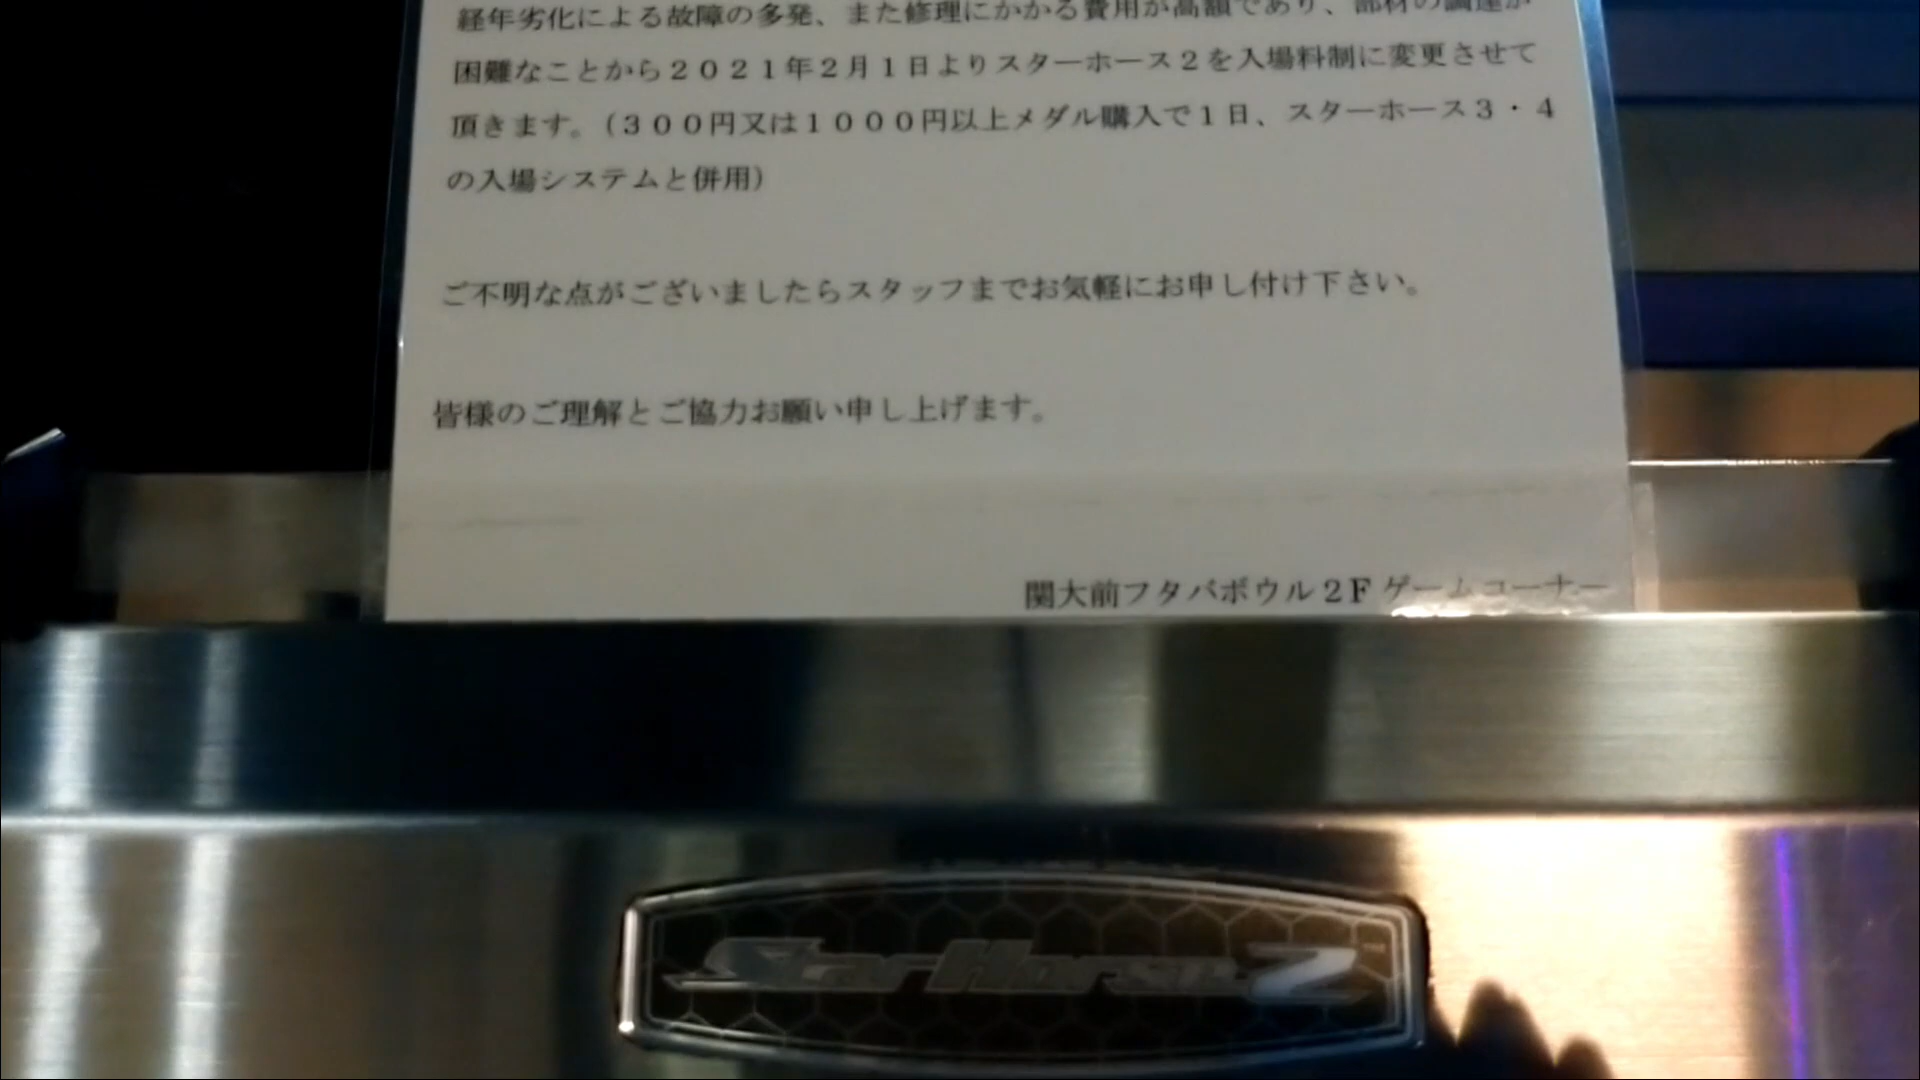 経年劣化による故障の多発、また修理にかかる費用が高額であり、部材の調達が
困難なことから２０２１年２月１日よりスターホース２を入場料制に変更させて
頂きます。（３００円又は１０００円以上メダル購入で１日、スターホース３・４
の入場システムと併用）
ご不明な点がございましたらスタッフまでお気軽にお申し付け下さい。
皆様のご理解とご協力お願い申し上げます。
関大前フタバボウル２F ゲームコーナー
StarHorse2